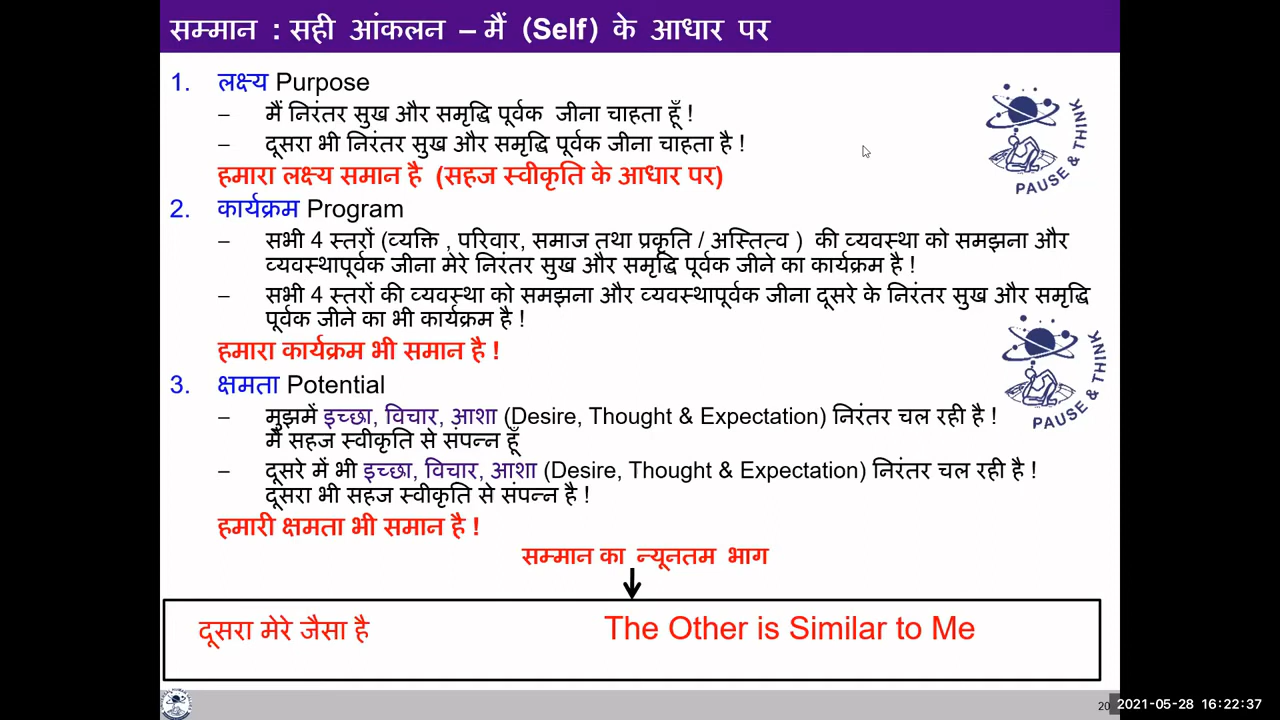 सम्मान : सही आंकलन – मैं (Self) के आधार पर
1. लक्ष्य Purpose
– मैं निरंतर सुख और समृद्धि पूर्वक जीना चाहता हूँ !
– दूसरा भी निरंतर सुख और समृद्धि पूर्वक जीना चाहता है !
हमारा लक्ष्य समान है (सहज स्वीकृति के आधार पर)
PAUSE & THINK
2. कार्यक्रम Program
– सभी 4 स्तरों (व्यक्ति , परिवार, समाज तथा प्रकृति / अस्तित्व ) की व्यवस्था को समझना और
व्यवस्थापूर्वक जीना मेरे निरंतर सुख और समृद्धि पूर्वक जीने का कार्यक्रम है !
– सभी 4 स्तरों की व्यवस्था को समझना और व्यवस्थापूर्वक जीना दूसरे के निरंतर सुख और समृद्धि
पूर्वक जीने का भी कार्यक्रम है !
हमारा कार्यक्रम भी समान है !
PAUSE & THINK
3. क्षमता Potential
– मुझमें इच्छा, विचार, आशा (Desire, Thought & Expectation) निरंतर चल रही है !
मैं सहज स्वीकृति से संपन्न हूँ
– दूसरे में भी इच्छा, विचार, आशा (Desire, Thought & Expectation) निरंतर चल रही है !
दूसरा भी सहज स्वीकृति से संपन्न है !
हमारी क्षमता भी समान है !
सम्मान का न्यूनतम भाग
दूसरा मेरे जैसा है The Other is Similar to Me
20 2021-05-28 16:22:37